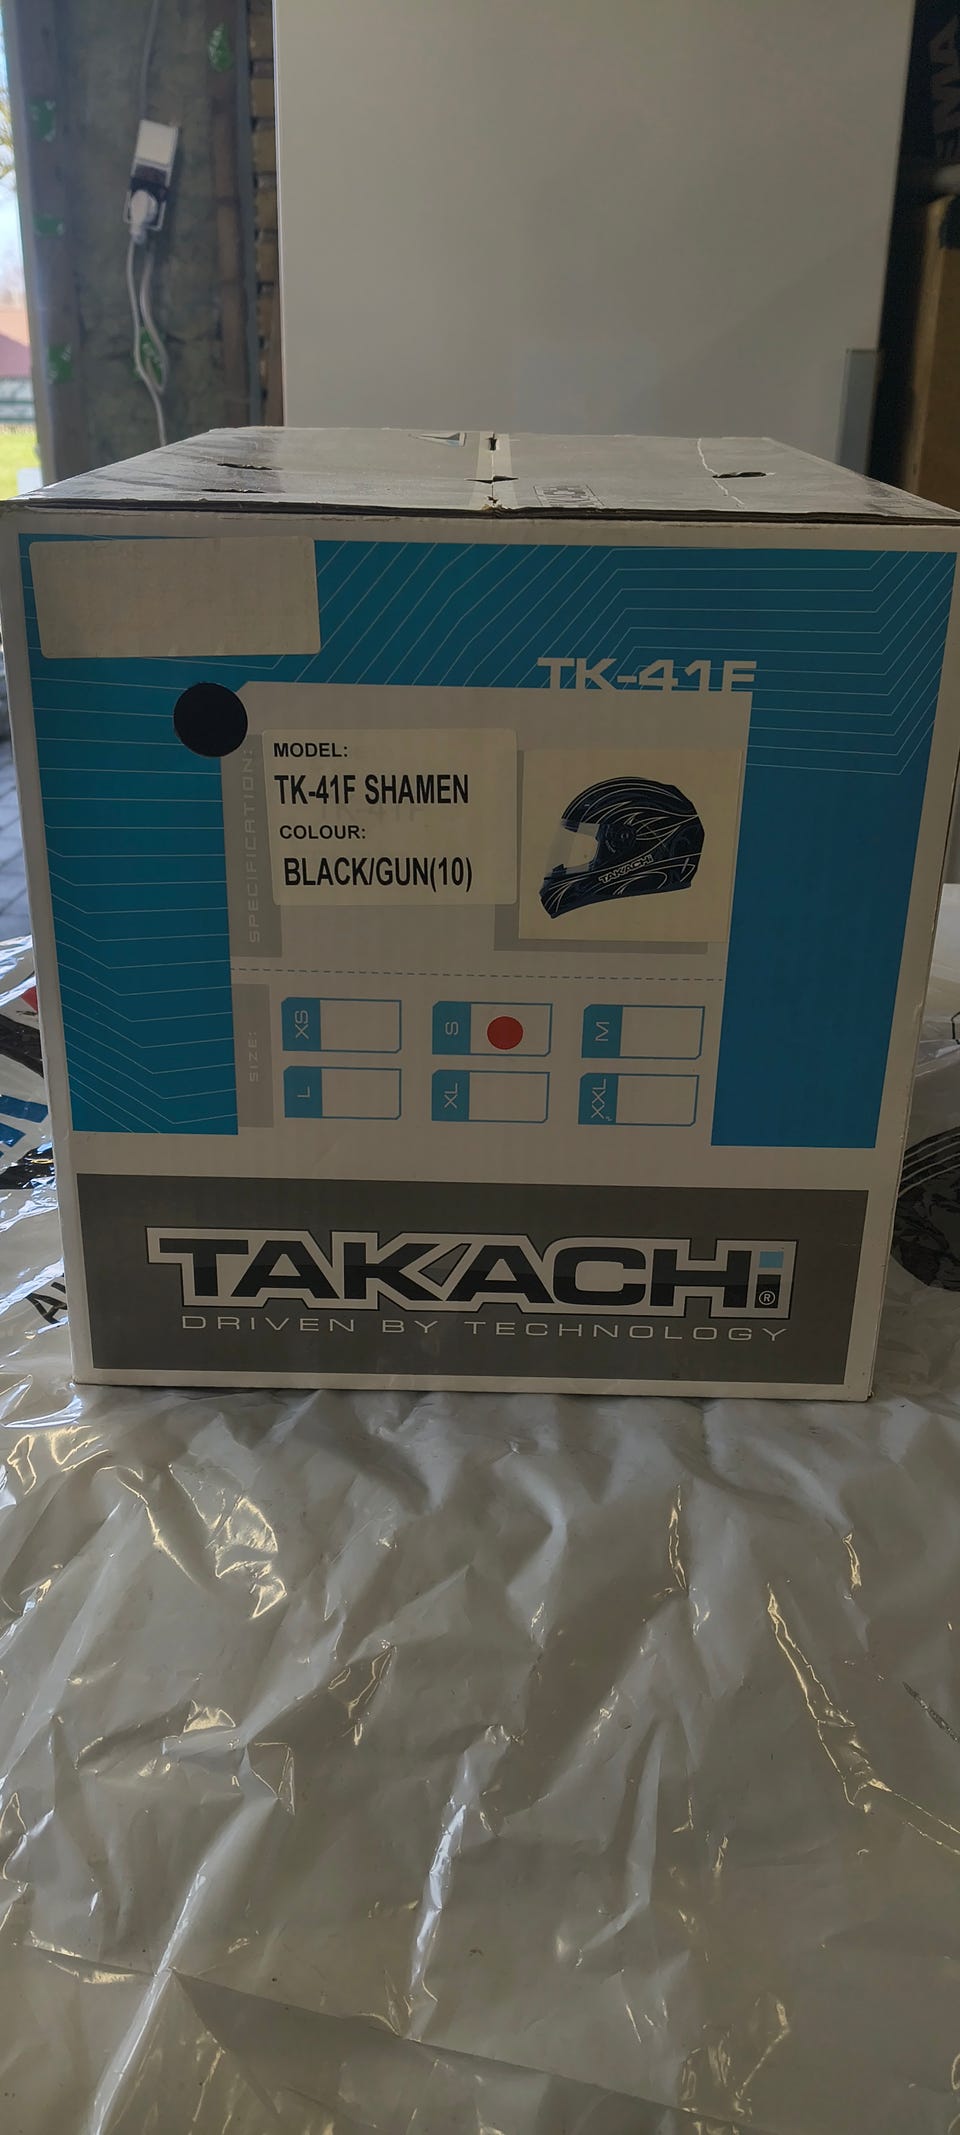 TK-41F
SPECIFICATION:
MODEL:
TK-41F SHAMEN
COLOUR:
BLACK/GUN(10)
TAKACHi
SIZE:
XS
S
M
L
XL
XXL
TAKACHi®
DRIVEN BY TECHNOLOGY